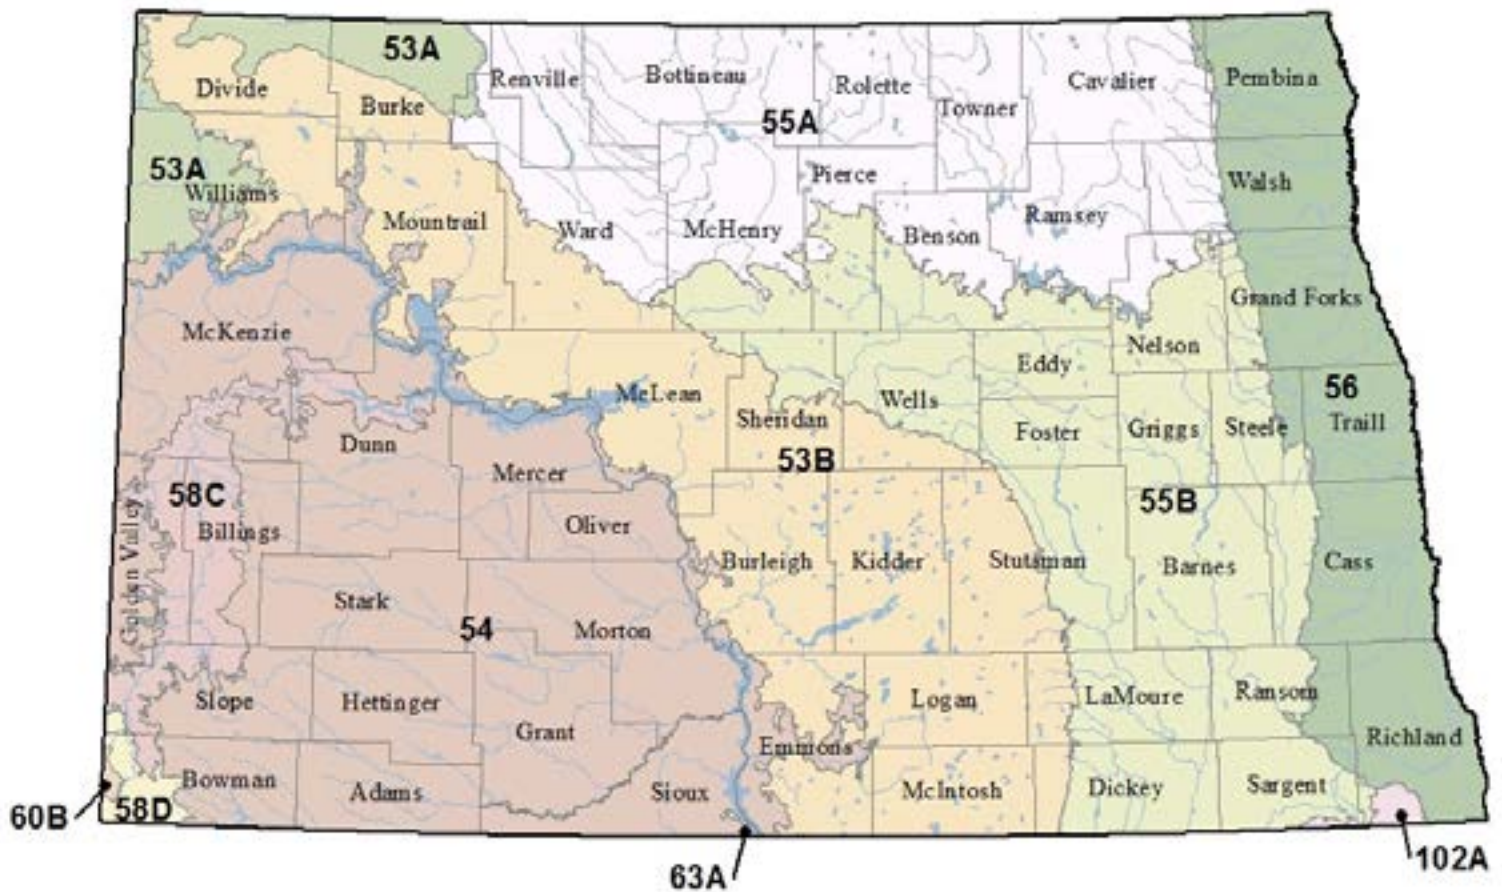 53A
Divide
Burke
Renville
Bottineau
Rolette
Towner
Cavalier
Pembina
55A
53A
Williams
Mountrail
Ward
McHenry
Pierce
Benson
Ramsey
Walsh
Grand Forks
McKenzie
McLean
Sheridan
Wells
Eddy
Nelson
Foster
Griggs
Steele
56
Traill
Dunn
Mercer
53B
58C
Billings
Golden Valley
Oliver
Burleigh
Kidder
Stutsman
55B
Barnes
Cass
Stark
54
Morton
Slope
Hettinger
Grant
Emmons
Logan
LaMoure
Ransom
Richland
Bowman
Adams
Sioux
McIntosh
Dickey
Sargent
60B
58D
63A
102A